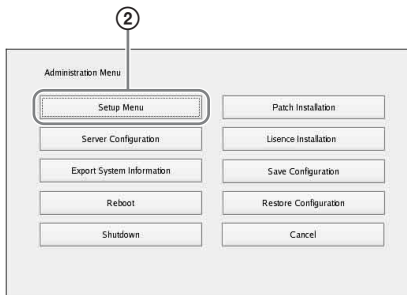 ②
Administration Menu
Setup Menu
Patch Installation
Server Configuration
Lisence Installation
Export System Information
Save Configuration
Reboot
Restore Configuration
Shutdown
Cancel